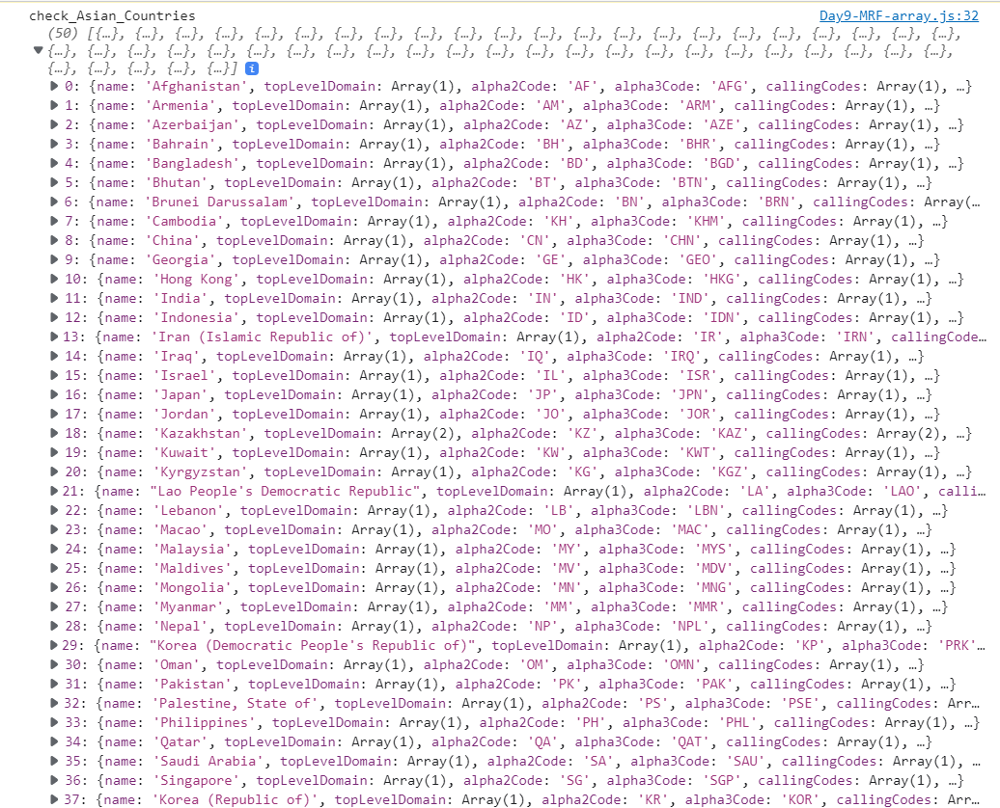 check_Asian_Countries Day9-MRF-array.js:32
(50) [{…}, {…}, {…}, {…}, {…}, {…}, {…}, {…}, {…}, {…}, {…}, {…}, {…}, {…}, {…}, {…}, {…}, {…}, {…}, {…}, {…}, {…},
{…}, {…}, {…}, {…}, {…}, {…}, {…}, {…}, {…}, {…}, {…}, {…}, {…}, {…}, {…}, {…}, {…}, {…}, {…}, {…}, {…}, {…}, {…},
{…}, {…}, {…}, {…}, {…}] i
0: {name: 'Afghanistan', topLevelDomain: Array(1), alpha2Code: 'AF', alpha3Code: 'AFG', callingCodes: Array(1), …}
1: {name: 'Armenia', topLevelDomain: Array(1), alpha2Code: 'AM', alpha3Code: 'ARM', callingCodes: Array(1), …}
2: {name: 'Azerbaijan', topLevelDomain: Array(1), alpha2Code: 'AZ', alpha3Code: 'AZE', callingCodes: Array(1), …}
3: {name: 'Bahrain', topLevelDomain: Array(1), alpha2Code: 'BH', alpha3Code: 'BHR', callingCodes: Array(1), …}
4: {name: 'Bangladesh', topLevelDomain: Array(1), alpha2Code: 'BD', alpha3Code: 'BGD', callingCodes: Array(1), …}
5: {name: 'Bhutan', topLevelDomain: Array(1), alpha2Code: 'BT', alpha3Code: 'BTN', callingCodes: Array(1), …}
6: {name: 'Brunei Darussalam', topLevelDomain: Array(1), alpha2Code: 'BN', alpha3Code: 'BRN', callingCodes: Array(…
7: {name: 'Cambodia', topLevelDomain: Array(1), alpha2Code: 'KH', alpha3Code: 'KHM', callingCodes: Array(1), …}
8: {name: 'China', topLevelDomain: Array(1), alpha2Code: 'CN', alpha3Code: 'CHN', callingCodes: Array(1), …}
9: {name: 'Georgia', topLevelDomain: Array(1), alpha2Code: 'GE', alpha3Code: 'GEO', callingCodes: Array(1), …}
10: {name: 'Hong Kong', topLevelDomain: Array(1), alpha2Code: 'HK', alpha3Code: 'HKG', callingCodes: Array(1), …}
11: {name: 'India', topLevelDomain: Array(1), alpha2Code: 'IN', alpha3Code: 'IND', callingCodes: Array(1), …}
12: {name: 'Indonesia', topLevelDomain: Array(1), alpha2Code: 'ID', alpha3Code: 'IDN', callingCodes: Array(1), …}
13: {name: 'Iran (Islamic Republic of)', topLevelDomain: Array(1), alpha2Code: 'IR', alpha3Code: 'IRN', callingCode…
14: {name: 'Iraq', topLevelDomain: Array(1), alpha2Code: 'IQ', alpha3Code: 'IRQ', callingCodes: Array(1), …}
15: {name: 'Israel', topLevelDomain: Array(1), alpha2Code: 'IL', alpha3Code: 'ISR', callingCodes: Array(1), …}
16: {name: 'Japan', topLevelDomain: Array(1), alpha2Code: 'JP', alpha3Code: 'JPN', callingCodes: Array(1), …}
17: {name: 'Jordan', topLevelDomain: Array(1), alpha2Code: 'JO', alpha3Code: 'JOR', callingCodes: Array(1), …}
18: {name: 'Kazakhstan', topLevelDomain: Array(2), alpha2Code: 'KZ', alpha3Code: 'KAZ', callingCodes: Array(2), …}
19: {name: 'Kuwait', topLevelDomain: Array(1), alpha2Code: 'KW', alpha3Code: 'KWT', callingCodes: Array(1), …}
20: {name: 'Kyrgyzstan', topLevelDomain: Array(1), alpha2Code: 'KG', alpha3Code: 'KGZ', callingCodes: Array(1), …}
21: {name: "Lao People's Democratic Republic", topLevelDomain: Array(1), alpha2Code: 'LA', alpha3Code: 'LAO', calli…
22: {name: 'Lebanon', topLevelDomain: Array(1), alpha2Code: 'LB', alpha3Code: 'LBN', callingCodes: Array(1), …}
23: {name: 'Macao', topLevelDomain: Array(1), alpha2Code: 'MO', alpha3Code: 'MAC', callingCodes: Array(1), …}
24: {name: 'Malaysia', topLevelDomain: Array(1), alpha2Code: 'MY', alpha3Code: 'MYS', callingCodes: Array(1), …}
25: {name: 'Maldives', topLevelDomain: Array(1), alpha2Code: 'MV', alpha3Code: 'MDV', callingCodes: Array(1), …}
26: {name: 'Mongolia', topLevelDomain: Array(1), alpha2Code: 'MN', alpha3Code: 'MNG', callingCodes: Array(1), …}
27: {name: 'Myanmar', topLevelDomain: Array(1), alpha2Code: 'MM', alpha3Code: 'MMR', callingCodes: Array(1), …}
28: {name: 'Nepal', topLevelDomain: Array(1), alpha2Code: 'NP', alpha3Code: 'NPL', callingCodes: Array(1), …}
29: {name: "Korea (Democratic People's Republic of)", topLevelDomain: Array(1), alpha2Code: 'KP', alpha3Code: 'PRK'…
30: {name: 'Oman', topLevelDomain: Array(1), alpha2Code: 'OM', alpha3Code: 'OMN', callingCodes: Array(1), …}
31: {name: 'Pakistan', topLevelDomain: Array(1), alpha2Code: 'PK', alpha3Code: 'PAK', callingCodes: Array(1), …}
32: {name: 'Palestine, State of', topLevelDomain: Array(1), alpha2Code: 'PS', alpha3Code: 'PSE', callingCodes: Arr…
33: {name: 'Philippines', topLevelDomain: Array(1), alpha2Code: 'PH', alpha3Code: 'PHL', callingCodes: Array(1), …}
34: {name: 'Qatar', topLevelDomain: Array(1), alpha2Code: 'QA', alpha3Code: 'QAT', callingCodes: Array(1), …}
35: {name: 'Saudi Arabia', topLevelDomain: Array(1), alpha2Code: 'SA', alpha3Code: 'SAU', callingCodes: Array(1), …
36: {name: 'Singapore', topLevelDomain: Array(1), alpha2Code: 'SG', alpha3Code: 'SGP', callingCodes: Array(1), …}
37: {name: 'Korea (Republic of)', topLevelDomain: Array(1), alpha2Code: 'KR', alpha3Code: 'KOR', callingCodes: Arr…